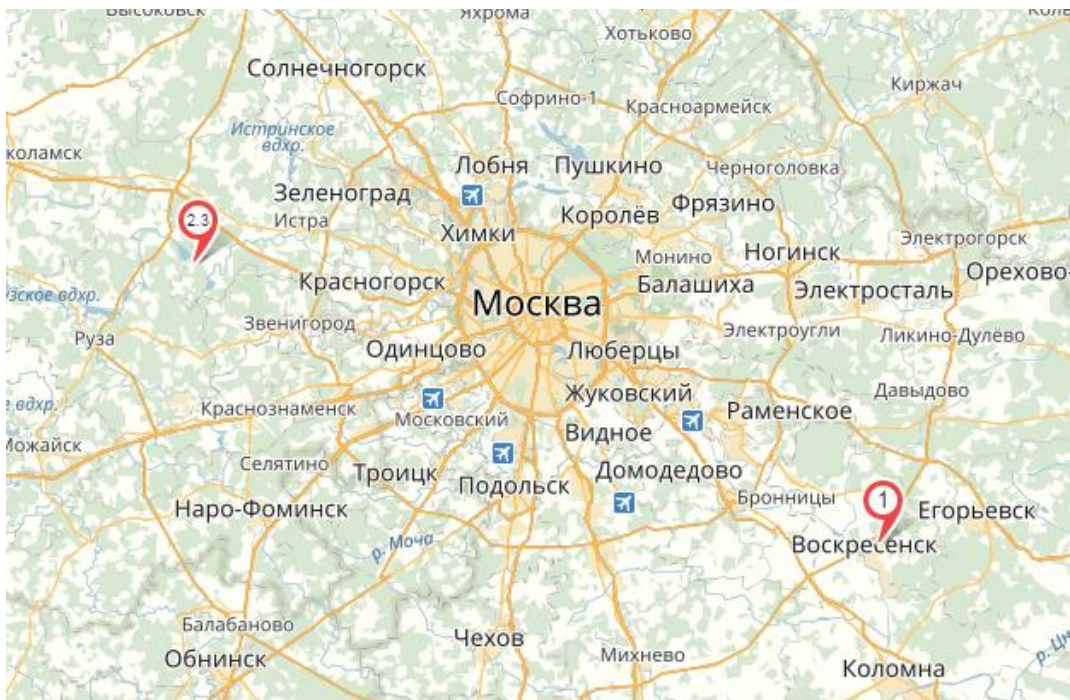 Высоковск
Яхрома
Хотьково
Солнечногорск
Киржач
Софрино-1
Красноармейск
Истринское
вдхр.
коламск
Лобня
Пушкино
Черноголовка
Зеленоград
Фрязино
2.3
Истра
Королёв
Химки
Электрогорск
Монино
Ногинск
Орехово-
Красногорск
Балашиха
Электросталь
вдхр.
Москва
Звенигород
Электроугли
Ликино-Дулёво
Руза
Одинцово
Люберцы
Жуковский
Давыдово
е вдхр.
Краснознаменск
Московский
Раменское
Можайск
Видное
Селятино
Троицк
Домодедово
Подольск
Бронницы
1
Наро-Фоминск
Егорьевск
р. Моча
Воскресенск
Балабаново
Чехов
Обнинск
Михнево
Коломна